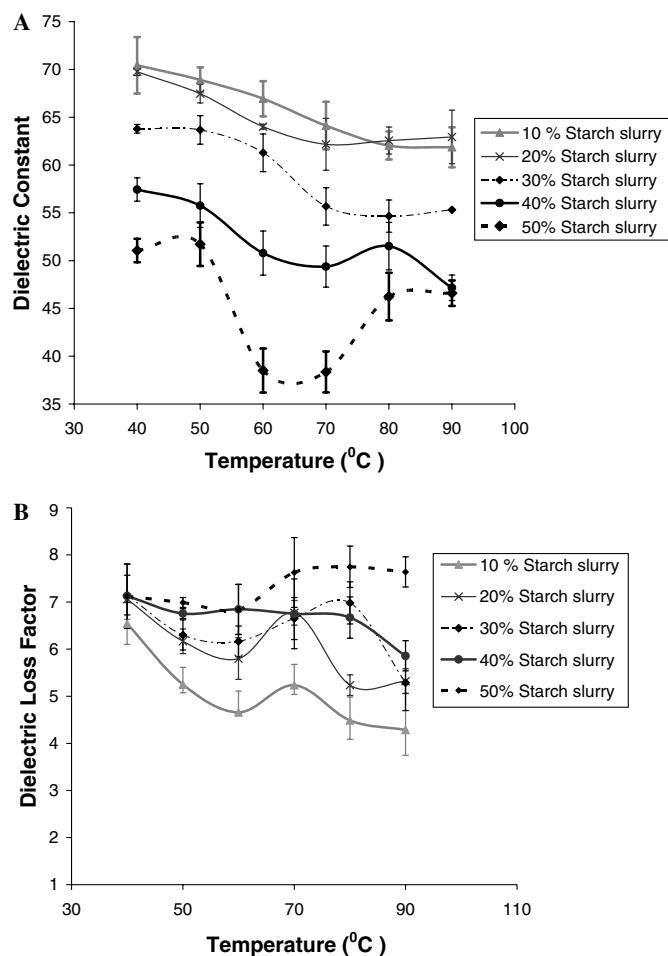 A
75
70
65
60
55
50
45
40
35
30 40 50 60 70 80 90 100
Dielectric Constant
Temperature (⁰C )
10 % Starch slurry
20% Starch slurry
30% Starch slurry
40% Starch slurry
50% Starch slurry
B
9
8
7
6
5
4
3
2
1
30 50 70 90 110
Dielectric Loss Factor
Temperature (⁰C )
10 % Starch slurry
20% Starch slurry
30% Starch slurry
40% Starch slurry
50% Starch slurry